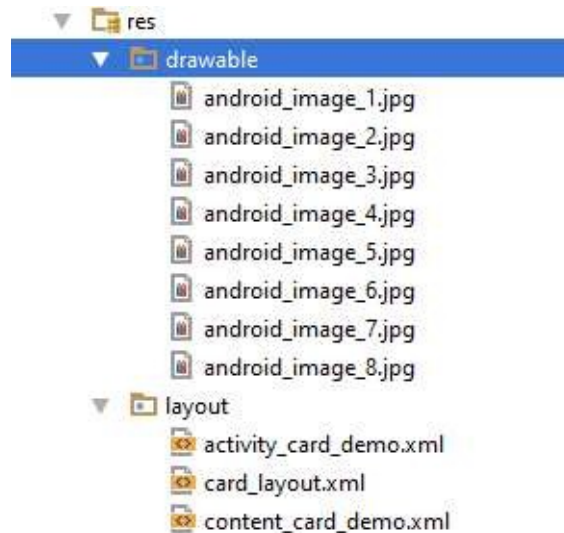 res
drawable
android_image_1.jpg
android_image_2.jpg
android_image_3.jpg
android_image_4.jpg
android_image_5.jpg
android_image_6.jpg
android_image_7.jpg
android_image_8.jpg
layout
activity_card_demo.xml
card_layout.xml
content_card_demo.xml